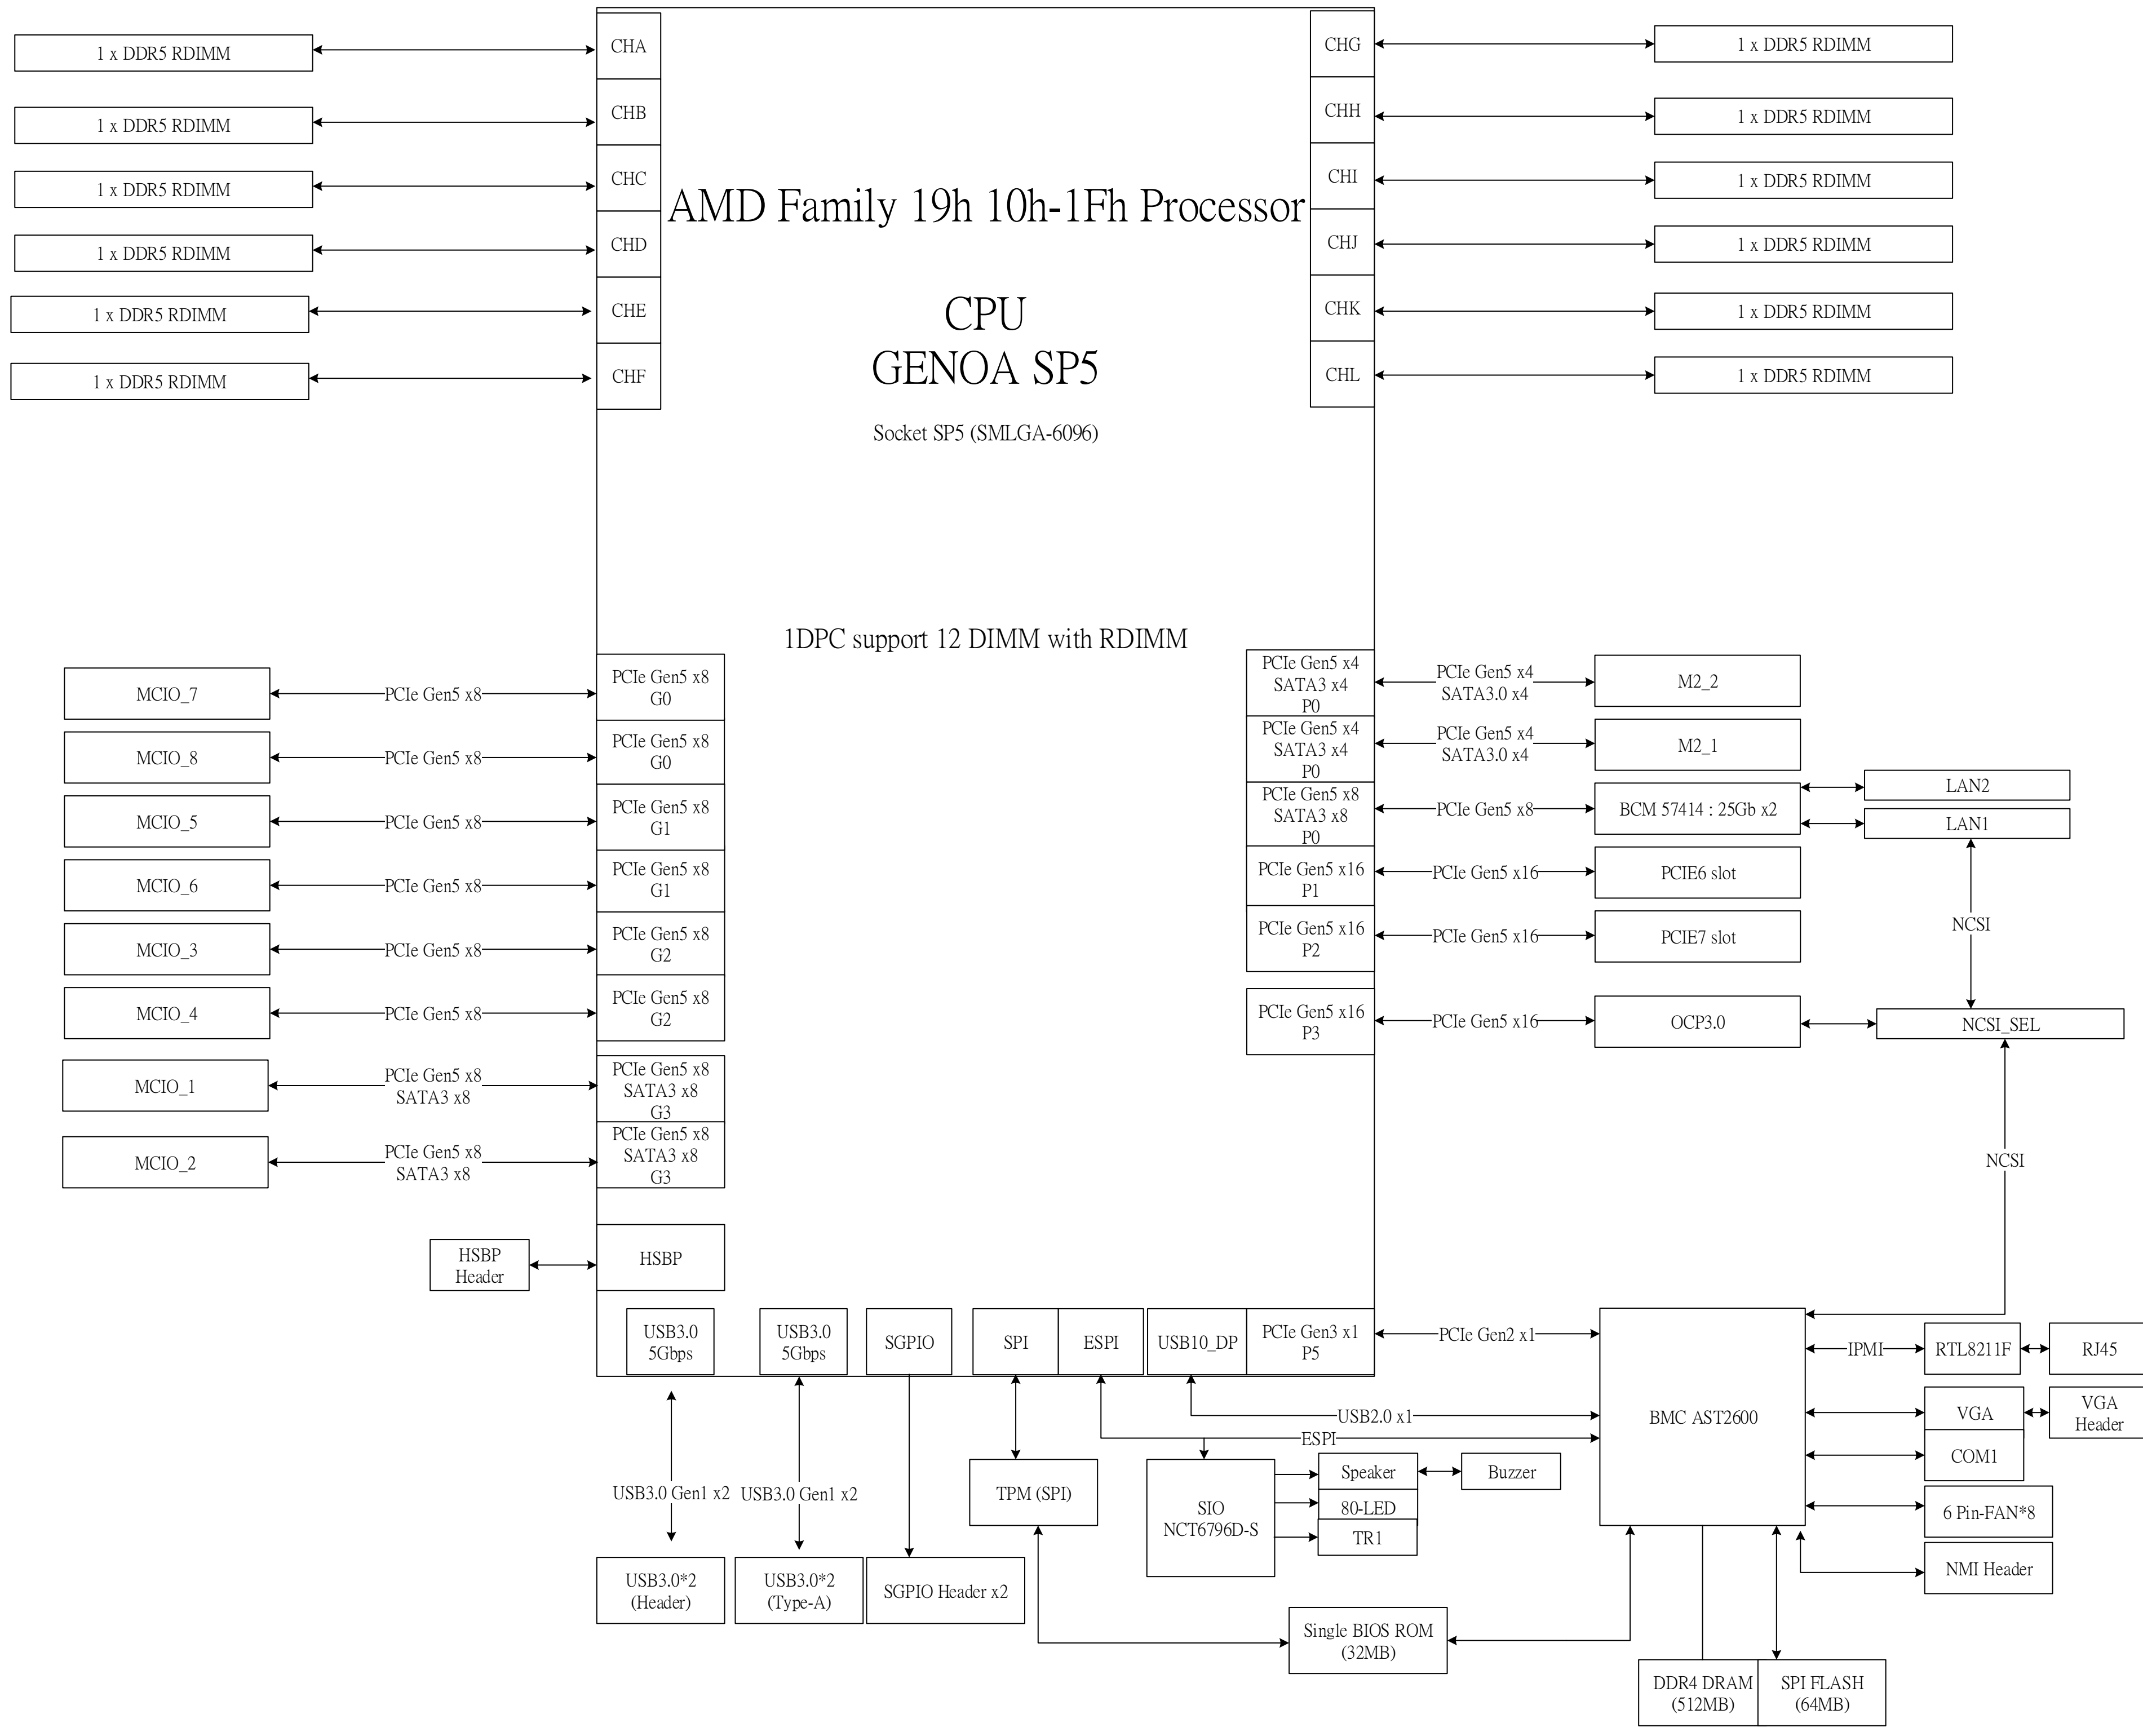 1 x DDR5 RDIMM
CHA
CHG
1 x DDR5 RDIMM
1 x DDR5 RDIMM
CHB
CHH
1 x DDR5 RDIMM
1 x DDR5 RDIMM
CHC
CHI
1 x DDR5 RDIMM
AMD Family 19h 10h-1Fh Processor
1 x DDR5 RDIMM
CHD
CHJ
1 x DDR5 RDIMM
1 x DDR5 RDIMM
CHE
CPU
CHK
1 x DDR5 RDIMM
GENOA SP5
1 x DDR5 RDIMM
CHF
CHL
1 x DDR5 RDIMM
Socket SP5 (SMLGA-6096)
1DPC support 12 DIMM with RDIMM
MCIO_7
PCIe Gen5 x8
PCIe Gen5 x8
G0
MCIO_8
PCIe Gen5 x8
PCIe Gen5 x8
G0
MCIO_5
PCIe Gen5 x8
PCIe Gen5 x8
G1
MCIO_6
PCIe Gen5 x8
PCIe Gen5 x8
G1
MCIO_3
PCIe Gen5 x8
PCIe Gen5 x8
G2
MCIO_4
PCIe Gen5 x8
PCIe Gen5 x8
G2
MCIO_1
PCIe Gen5 x8
SATA3 x8
PCIe Gen5 x8
SATA3 x8
G3
MCIO_2
PCIe Gen5 x8
SATA3 x8
PCIe Gen5 x8
SATA3 x8
G3
HSBP
Header
HSBP
PCIe Gen5 x4
SATA3 x4
P0
PCIe Gen5 x4
SATA3.0 x4
M2_2
PCIe Gen5 x4
SATA3 x4
P0
PCIe Gen5 x4
SATA3.0 x4
M2_1
PCIe Gen5 x8
SATA3 x8
P0
PCIe Gen5 x8
BCM 57414 : 25Gb x2
LAN2
LAN1
PCIe Gen5 x16
P1
PCIe Gen5 x16
PCIE6 slot
NCSI
PCIe Gen5 x16
P2
PCIe Gen5 x16
PCIE7 slot
PCIe Gen5 x16
P3
PCIe Gen5 x16
OCP3.0
NCSI_SEL
NCSI
USB3.0
5Gbps
USB3.0
5Gbps
SGPIO
SPI
ESPI
USB10_DP
PCIe Gen3 x1
P5
PCIe Gen2 x1
BMC AST2600
IPMI
RTL8211F
RJ45
USB2.0 x1
VGA
VGA
Header
ESPI
COM1
USB3.0 Gen1 x2
USB3.0 Gen1 x2
TPM (SPI)
SIO
NCT6796D-S
Speaker
Buzzer
80-LED
TR1
6 Pin-FAN*8
NMI Header
USB3.0*2
(Header)
USB3.0*2
(Type-A)
SGPIO Header x2
Single BIOS ROM
(32MB)
DDR4 DRAM
(512MB)
SPI FLASH
(64MB)